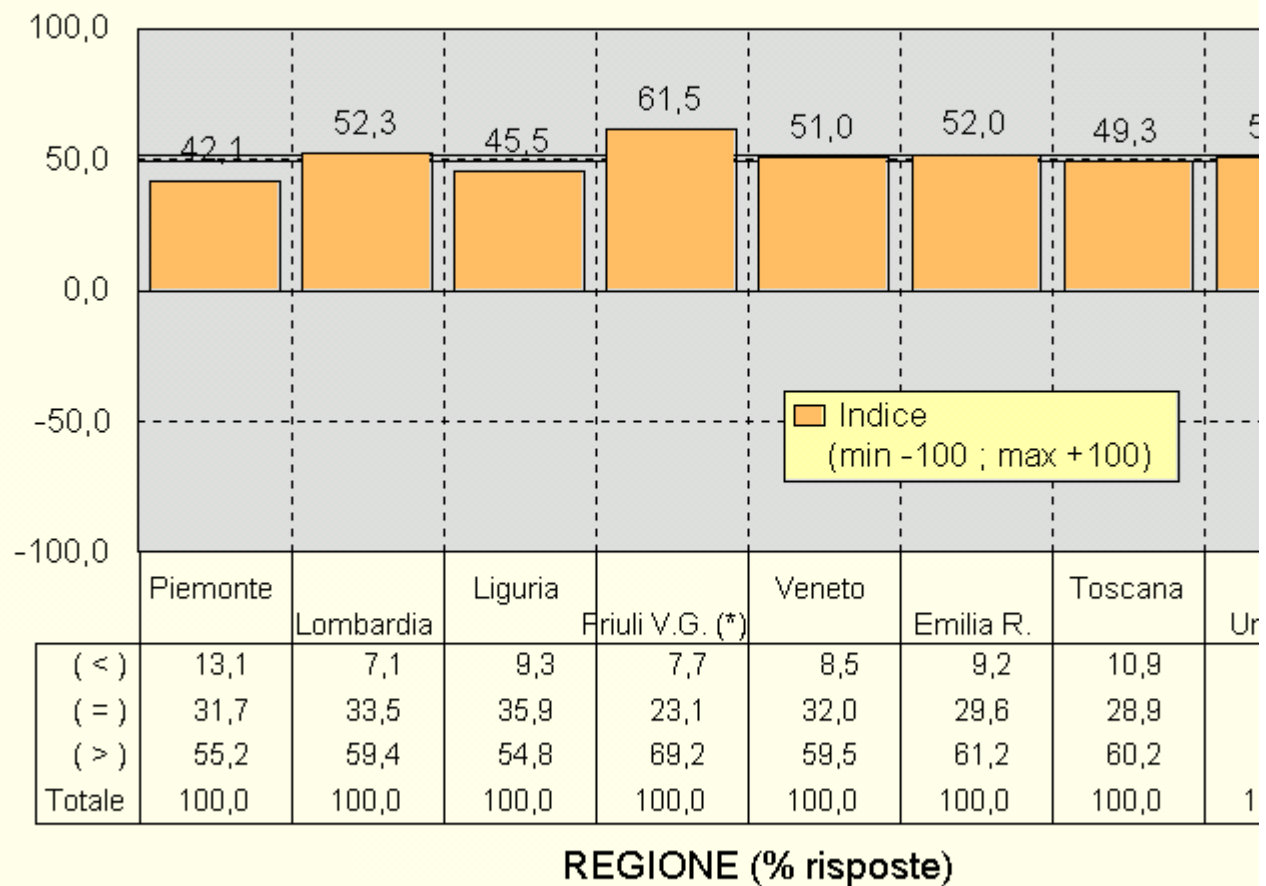 100,0
50,0
0,0
-50,0
-100,0
42,1 52,3 45,5 61,5 51,0 52,0 49,3
Indice
(min -100 ; max +100)
Piemonte Lombardia Liguria Friuli V.G. (*) Veneto Emilia R. Toscana
( < ) 13,1 7,1 9,3 7,7 8,5 9,2 10,9
( = ) 31,7 33,5 35,9 23,1 32,0 29,6 28,9
( > ) 55,2 59,4 54,8 69,2 59,5 61,2 60,2
Totale 100,0 100,0 100,0 100,0 100,0 100,0 100,0
REGIONE (% risposte)